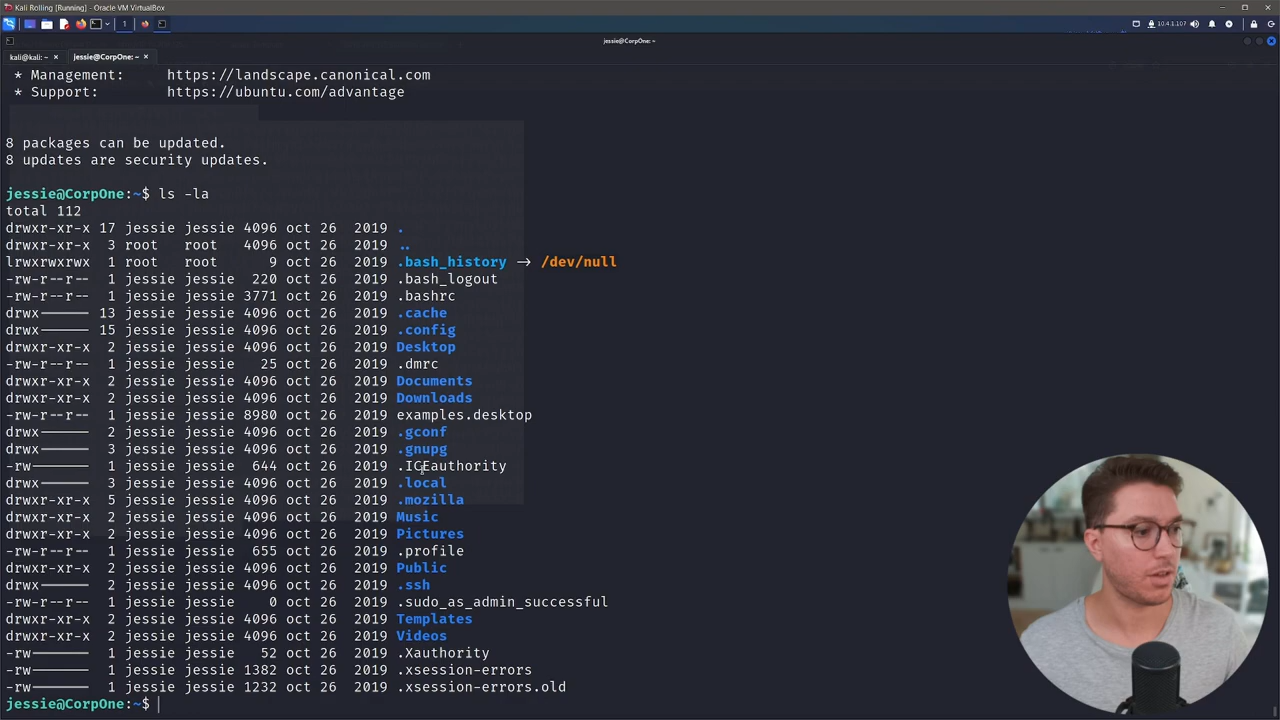 Kali Rolling [Running] - Oracle VM VirtualBox
1
10.4.1.107
jessie@CorpOne: ~
kali@kali: ~ ×
jessie@CorpOne: ~ ×
* Management: https://landscape.canonical.com
* Support: https://ubuntu.com/advantage
8 packages can be updated.
8 updates are security updates.
jessie@CorpOne:~$ ls -la
total 112
drwxr-xr-x 17 jessie jessie 4096 oct 26 2019 .
drwxr-xr-x 3 root root 4096 oct 26 2019 ..
lrwxrwxrwx 1 root root 9 oct 26 2019 .bash_history → /dev/null
-rw-r--r-- 1 jessie jessie 220 oct 26 2019 .bash_logout
-rw-r--r-- 1 jessie jessie 3771 oct 26 2019 .bashrc
drwx------ 13 jessie jessie 4096 oct 26 2019 .cache
drwx------ 15 jessie jessie 4096 oct 26 2019 .config
drwxr-xr-x 2 jessie jessie 4096 oct 26 2019 Desktop
-rw-r--r-- 1 jessie jessie 25 oct 26 2019 .dmrc
drwxr-xr-x 2 jessie jessie 4096 oct 26 2019 Documents
drwxr-xr-x 2 jessie jessie 4096 oct 26 2019 Downloads
-rw-r--r-- 1 jessie jessie 8980 oct 26 2019 examples.desktop
drwx------ 2 jessie jessie 4096 oct 26 2019 .gconf
drwx------ 3 jessie jessie 4096 oct 26 2019 .gnupg
-rw------- 1 jessie jessie 644 oct 26 2019 .ICEauthority
drwx------ 3 jessie jessie 4096 oct 26 2019 .local
drwxr-xr-x 5 jessie jessie 4096 oct 26 2019 .mozilla
drwxr-xr-x 2 jessie jessie 4096 oct 26 2019 Music
drwxr-xr-x 2 jessie jessie 4096 oct 26 2019 Pictures
-rw-r--r-- 1 jessie jessie 655 oct 26 2019 .profile
drwxr-xr-x 2 jessie jessie 4096 oct 26 2019 Public
drwx------ 2 jessie jessie 4096 oct 26 2019 .ssh
-rw-r--r-- 1 jessie jessie 0 oct 26 2019 .sudo_as_admin_successful
drwxr-xr-x 2 jessie jessie 4096 oct 26 2019 Templates
drwxr-xr-x 2 jessie jessie 4096 oct 26 2019 Videos
-rw------- 1 jessie jessie 52 oct 26 2019 .Xauthority
-rw------- 1 jessie jessie 1382 oct 26 2019 .xsession-errors
-rw------- 1 jessie jessie 1232 oct 26 2019 .xsession-errors.old
jessie@CorpOne:~$